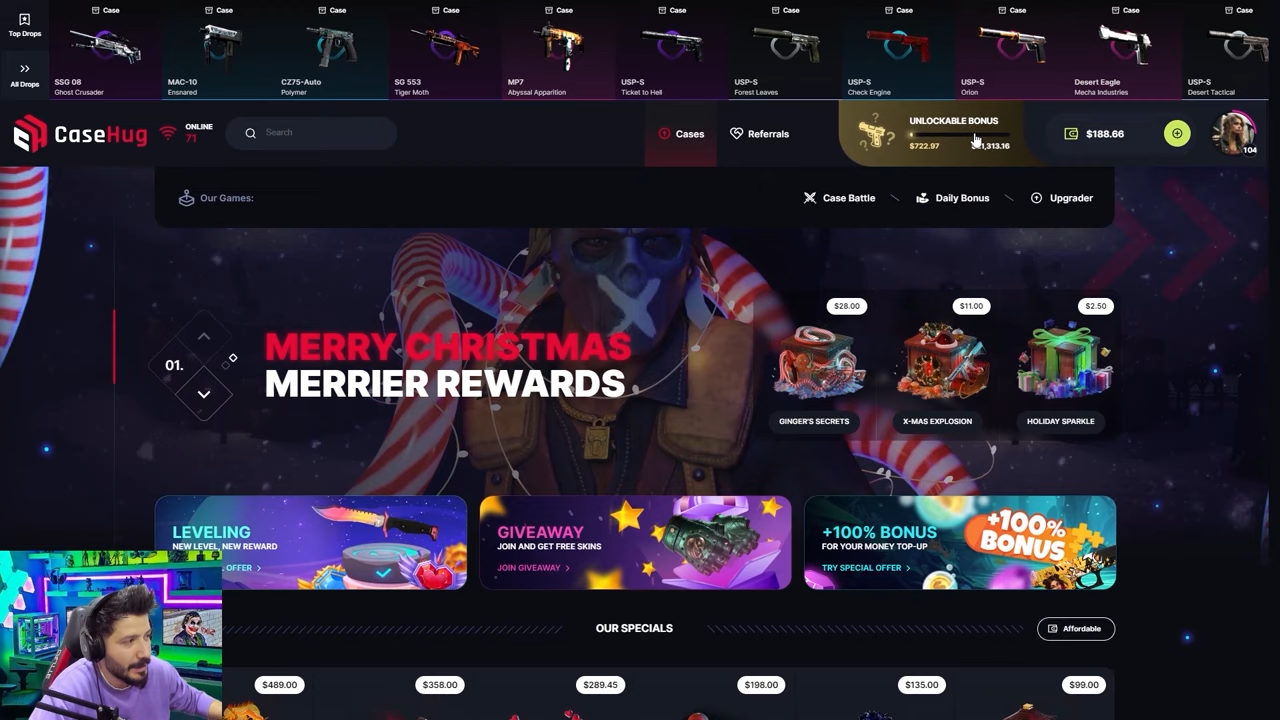 Top Drops
All Drops
Case
SSG 08
Ghost Crusader
MAC-10
Ensnared
Case
CZ75-Auto
Polymer
Case
SG 553
Tiger Moth
Case
MP7
Abyssal Apparition
Case
USP-S
Ticket to Hell
Case
USP-S
Forest Leaves
Case
USP-S
Check Engine
Case
USP-S
Orion
Case
Desert Eagle
Mecha Industries
Case
USP-S
Desert Tactical
Case
CaseHug
ONLINE
71
Search
Cases
Referrals
UNLOCKABLE BONUS
$722.97
1,313.16
$188.66
104
Our Games:
Case Battle
Daily Bonus
Upgrader
01.
MERRY CHRISTMAS
MERRIER REWARDS
$28.00
$11.00
$2.50
GINGER'S SECRETS
X-MAS EXPLOSION
HOLIDAY SPARKLE
LEVELING
NEW LEVEL, NEW REWARD
OFFER
GIVEAWAY
JOIN AND GET FREE SKINS
JOIN GIVEAWAY
+100% BONUS
FOR YOUR MONEY TOP-UP
TRY SPECIAL OFFER
+100%
BONUS
OUR SPECIALS
Affordable
$489.00
$358.00
$289.45
$198.00
$135.00
$99.00